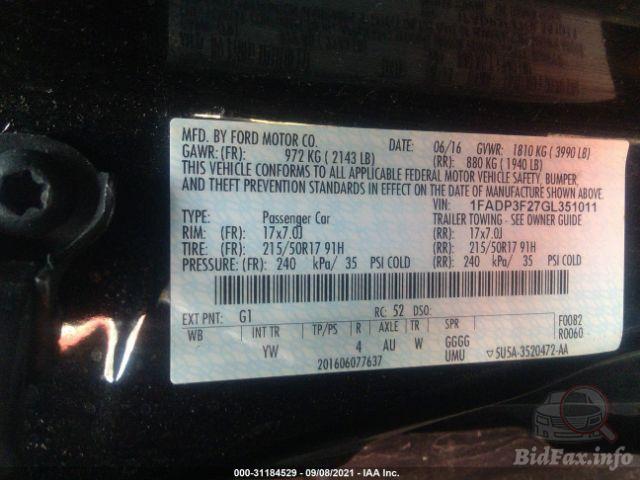 MFD. BY FORD MOTOR CO. DATE: 06/16 GVWR: 1810 KG ( 3990 LB)
GAWR: (FR): 972 KG ( 2143 LB) (RR): 880 KG ( 1940 LB)
THIS VEHICLE CONFORMS TO ALL APPLICABLE FEDERAL MOTOR VEHICLE SAFETY, BUMPER,
AND THEFT PREVENTION STANDARDS IN EFFECT ON THE DATE OF MANUFACTURE SHOWN ABOVE.
VIN: 1FADP3F27GL351011
TYPE: Passenger Car TRAILER TOWING - SEE OWNER GUIDE
RIM: (FR): 17x7.0J (RR): 17x7.0J
TIRE: (FR): 215/50R17 91H (RR): 215/50R17 91H
PRESSURE: (FR): 240 kPa/ 35 PSI COLD (RR): 240 kPa/ 35 PSI COLD
EXT PNT: G1 RC: 52 DSO: F0082
WB INT TR TP/PS R AXLE TR SPR R0060
YW 4 AU W GGGG
201606077637 UMU 5U5A-3520472-AA
BidFax.info
000-31184529 - 09/08/2021 - IAA Inc.